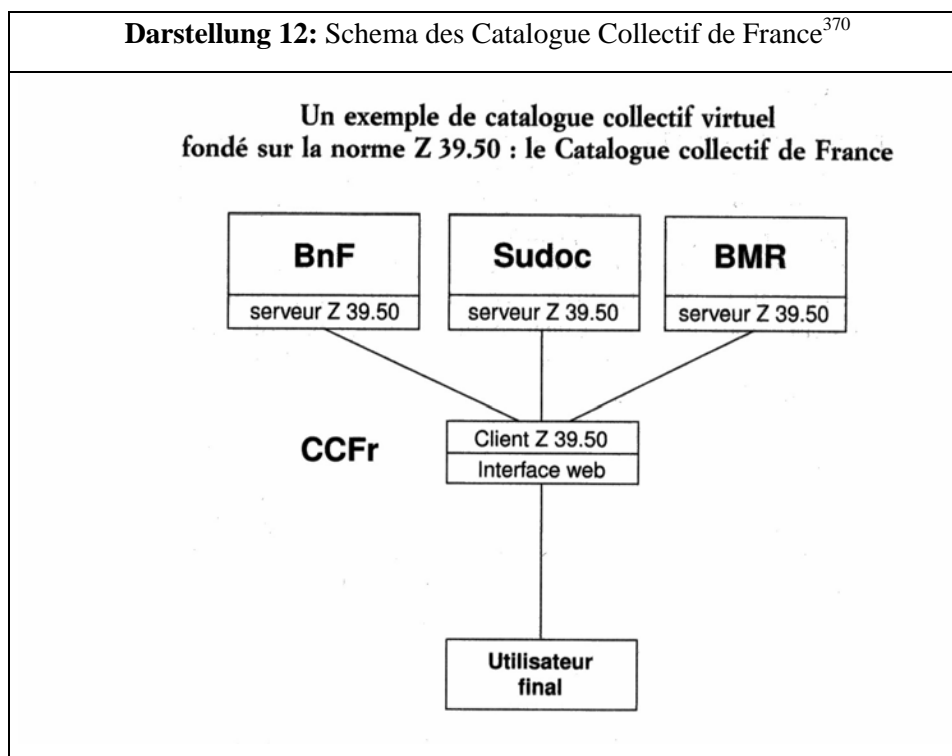 Darstellung 12: Schema des Catalogue Collectif de France370
Un exemple de catalogue collectif virtuel
fondé sur la norme Z 39.50 : le Catalogue collectif de France
BnF
serveur Z 39.50
Sudoc
serveur Z 39.50
BMR
serveur Z 39.50
CCFr
Client Z 39.50
Interface web
Utilisateur
final